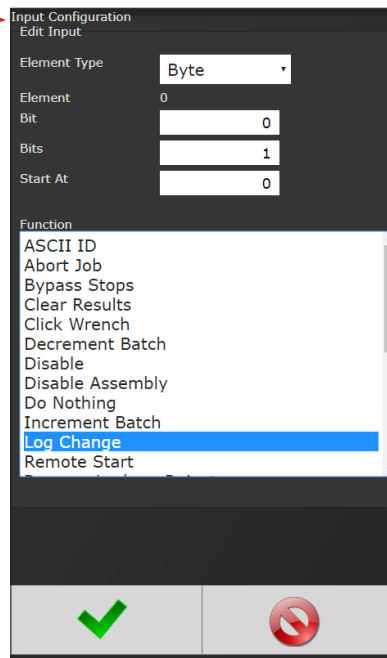 Input Configuration
Edit Input
Element Type
Byte
Element 0
Bit 0
Bits 1
Start At 0
Function
ASCII ID
Abort Job
Bypass Stops
Clear Results
Click Wrench
Decrement Batch
Disable
Disable Assembly
Do Nothing
Increment Batch
Log Change
Remote Start